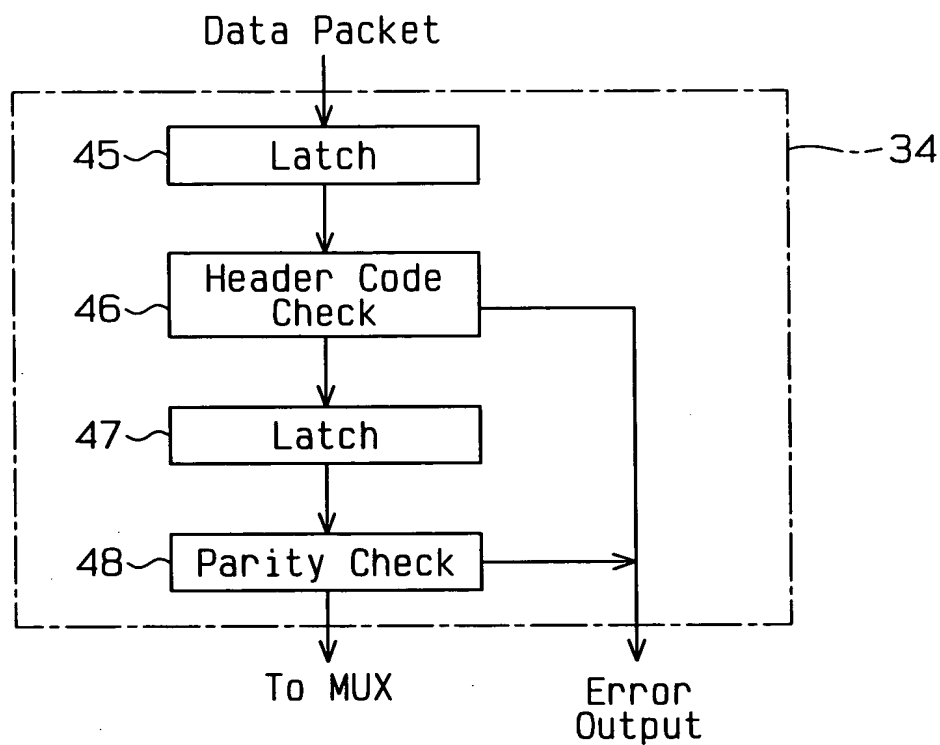 Data Packet
34
45 Latch
46 Header Code
Check
47 Latch
48 Parity Check
To MUX
Error
Output